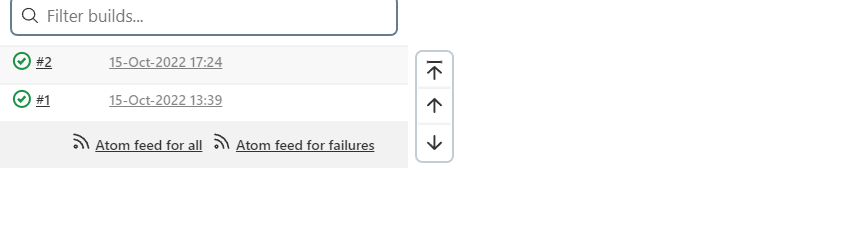 Filter builds...
#2 15-Oct-2022 17:24
#1 15-Oct-2022 13:39
Atom feed for all Atom feed for failures